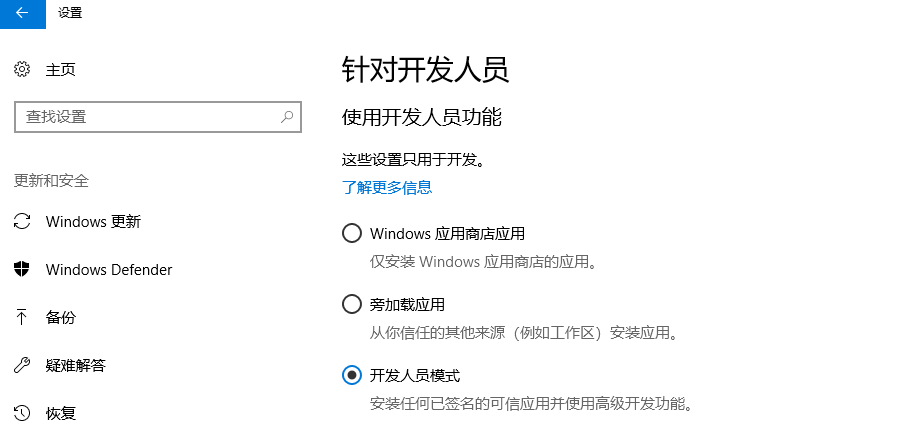 设置
主页
查找设置
更新和安全
Windows 更新
Windows Defender
备份
疑难解答
恢复
针对开发人员
使用开发人员功能
这些设置只用于开发。
了解更多信息
Windows 应用商店应用
仅安装 Windows 应用商店的应用。
旁加载应用
从你信任的其他来源（例如工作区）安装应用。
开发人员模式
安装任何已签名的可信应用并使用高级开发功能。